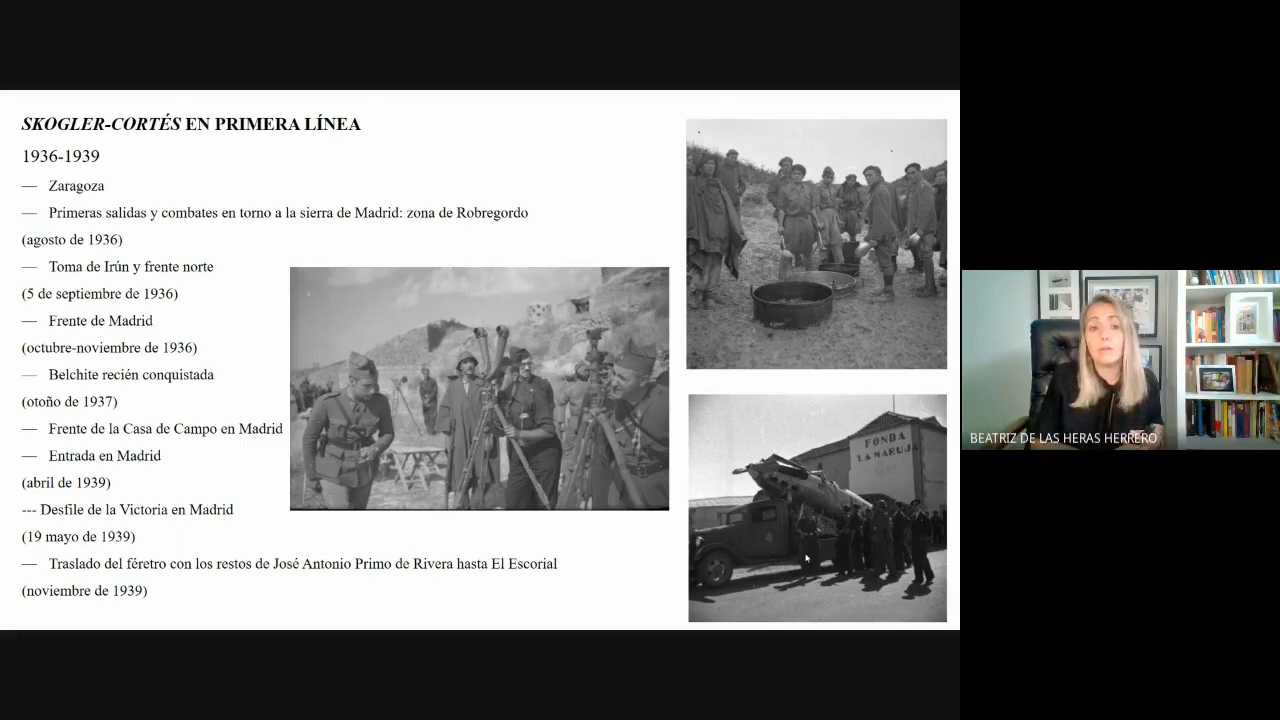 SKOGLER-CORTÉS EN PRIMERA LÍNEA
1936-1939
— Zaragoza
— Primeras salidas y combates en torno a la sierra de Madrid: zona de Robregordo
(agosto de 1936)
— Toma de Irún y frente norte
(5 de septiembre de 1936)
— Frente de Madrid
(octubre-noviembre de 1936)
— Belchite recién conquistada
(otoño de 1937)
— Frente de la Casa de Campo en Madrid
— Entrada en Madrid
(abril de 1939)
--- Desfile de la Victoria en Madrid
(19 mayo de 1939)
— Traslado del féretro con los restos de José Antonio Primo de Rivera hasta El Escorial
(noviembre de 1939)
FONDA
LA MARUJA
BEATRIZ DE LAS HERAS HERRERO